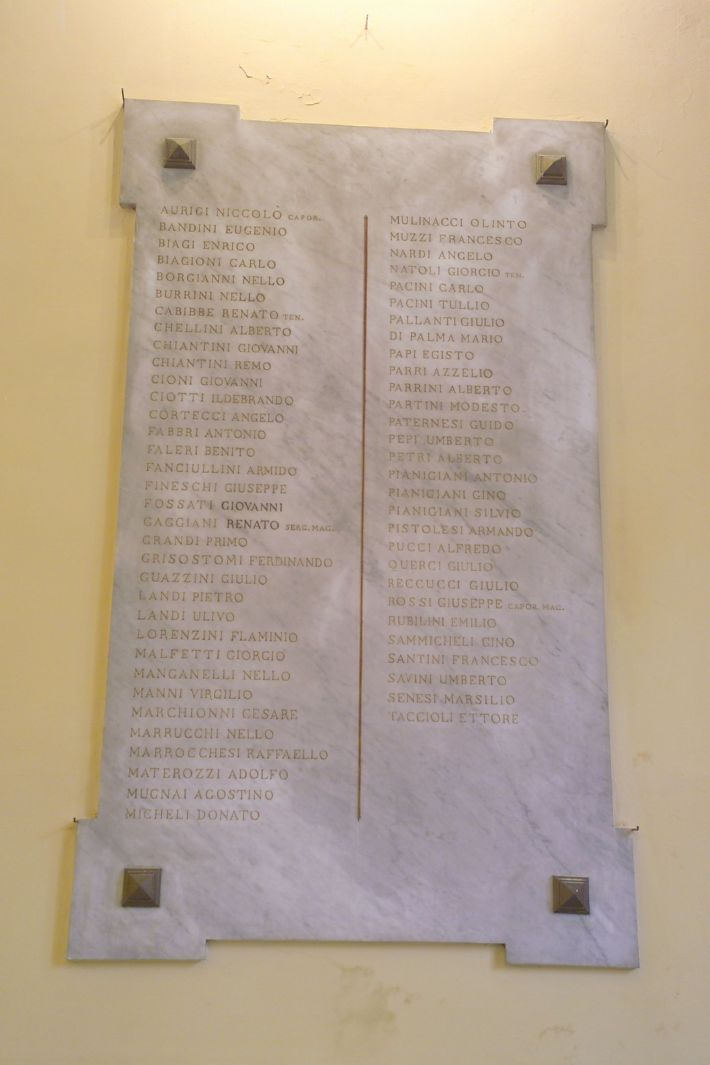 AURIGI NICCOLÒ CAPOR.
BANDINI EUGENIO
BIAGI ENRICO
BIAGIONI CARLO
BORGIANNI NELLO
BURRINI NELLO
CABIBBE RENATO TEN.
CHELLINI ALBERTO
CHIANTINI GIOVANNI
CHIANTINI REMO
CIONI GIOVANNI
CIOTTI ILDEBRANDO
CORTECCI ANGELO
FABBRI ANTONIO
FALERI BENITO
FANCIULLINI ARMIDO
FINESCHI GIUSEPPE
FOSSATI GIOVANNI
GAGGIANI RENATO SERG. MAG.
GRANDI PRIMO
GRISOSTOMI FERDINANDO
GUAZZINI GIULIO
LANDI PIETRO
LANDI ULIVO
LORENZINI FLAMINIO
MALFETTI GIORGIO
MANGANELLI NELLO
MANNI VIRGILIO
MARCHIONNI CESARE
MARRUCCHI NELLO
MARROCCHESI RAFFAELLO
MATEROZZI ADOLFO
MUGNAI AGOSTINO
MICHELI DONATO
MULINACCI OLINTO
MUZZI FRANCESCO
NARDI ANGELO
NATOLI GIORGIO TEN.
PACINI CARLO
PACINI TULLIO
PALLANTI GIULIO
DI PALMA MARIO
PAPI EGISTO
PARRI AZZELIO
PARRINI ALBERTO
PARTINI MODESTO
PATERNESI GUIDO
PEPI UMBERTO
PETRI ALBERTO
PIANIGIANI ANTONIO
PIANIGIANI GINO
PIANIGIANI SILVIO
PISTOLESI ARMANDO
PUCCI ALFREDO
QUERCI GIULIO
RECCUCCI GIULIO
ROSSI GIUSEPPE CAPOR. MAG.
RUBILINI EMILIO
SAMMICHELI GINO
SANTINI FRANCESCO
SAVINI UMBERTO
SENESI MARSILIO
TACCIOLI ETTORE